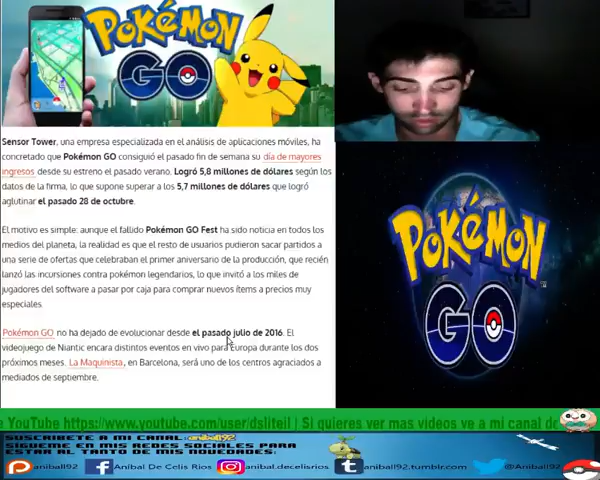 POKÉMON
GO
Sensor Tower, una empresa especializada en el análisis de aplicaciones móviles, ha
concretado que Pokémon GO consiguió el pasado fin de semana su día de mayores
ingresos desde su estreno el pasado verano. Logró 5,8 millones de dólares según los
datos de la firma, lo que supone superar a los 5,7 millones de dólares que logró
aglutinar el pasado 28 de octubre.
El motivo es simple: aunque el fallido Pokémon GO Fest ha sido noticia en todos los
medios del planeta, la realidad es que el resto de usuarios pudieron sacar partidos a
una serie de ofertas que celebraban el primer aniversario de la producción, que recién
lanzó las incursiones contra pokémon legendarios, lo que invitó a los miles de
jugadores del software a pasar por caja para comprar nuevos ítems a precios muy
especiales.
Pokémon GO no ha dejado de evolucionar desde el pasado julio de 2016. El
videojuego de Niantic encara distintos eventos en vivo para Europa durante los dos
próximos meses. La Maquinista, en Barcelona, será uno de los centros agraciados a
mediados de septiembre.
POKÉMON
GO
YouTube https://www.youtube.com/user/dsliteil | Si quieres ver mas videos ve a mi canal
SUSCRIBETE A MI CANAL aniball92
SIGUEME EN MIS REDES SOCIALES PARA
ESTAR AL TANTO DE MIS NOVEDADES:
aniball92
Aníbal De Celis Rios
anibal.decelisrios
aniball92.tumblr.com
@Aniball